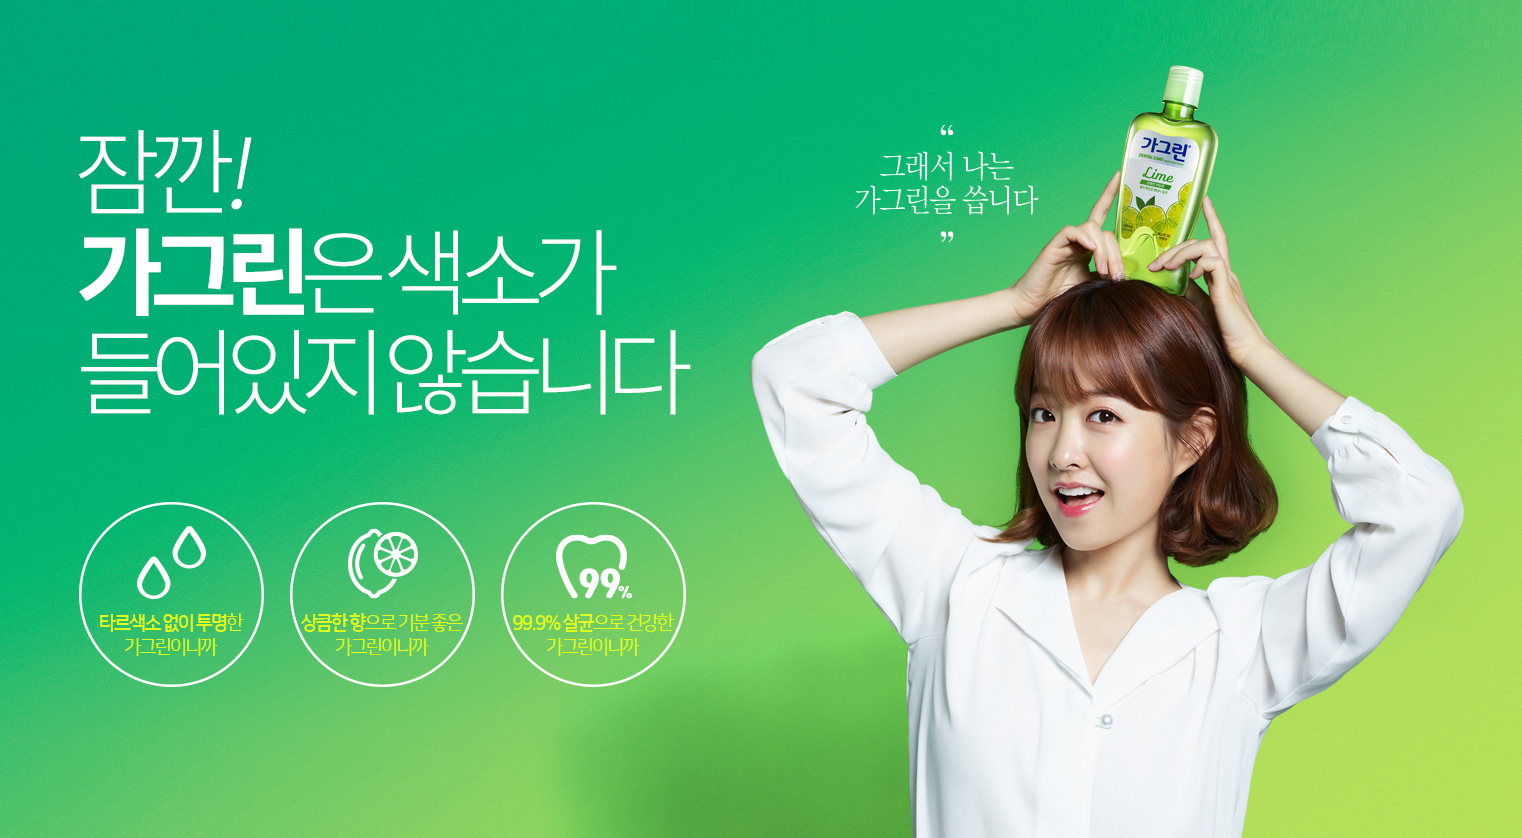 잠깐!
가그린은 색소가
들어있지 않습니다
“
그래서 나는
가그린을 씁니다
”
가그린
DENTAL CARE
Lime
99%
타르색소 없이 투명한
가그린이니까
상큼한 향으로 기분 좋은
가그린이니까
99.9% 살균으로 건강한
가그린이니까